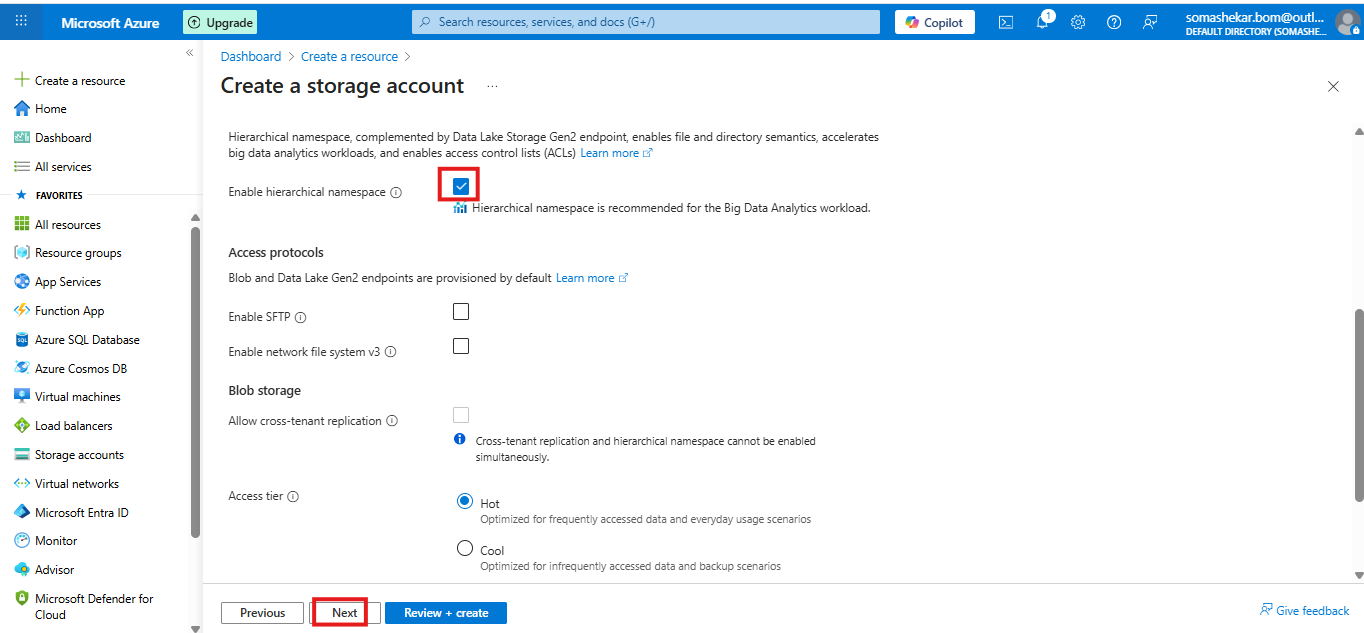 Microsoft Azure
Upgrade
Search resources, services, and docs (G+/)
Copilot
1
somashekar.bom@outl...
DEFAULT DIRECTORY (SOMASHE...
Create a resource
Home
Dashboard
All services
FAVORITES
All resources
Resource groups
App Services
Function App
Azure SQL Database
Azure Cosmos DB
Virtual machines
Load balancers
Storage accounts
Virtual networks
Microsoft Entra ID
Monitor
Advisor
Microsoft Defender for
Cloud
Dashboard > Create a resource >
Create a storage account ...
Hierarchical namespace, complemented by Data Lake Storage Gen2 endpoint, enables file and directory semantics, accelerates
big data analytics workloads, and enables access control lists (ACLs) Learn more
Enable hierarchical namespace
Hierarchical namespace is recommended for the Big Data Analytics workload.
Access protocols
Blob and Data Lake Gen2 endpoints are provisioned by default Learn more
Enable SFTP
Enable network file system v3
Blob storage
Allow cross-tenant replication
Cross-tenant replication and hierarchical namespace cannot be enabled
simultaneously.
Access tier
Hot
Optimized for frequently accessed data and everyday usage scenarios
Cool
Optimized for infrequently accessed data and backup scenarios
Previous
Next
Review + create
Give feedback